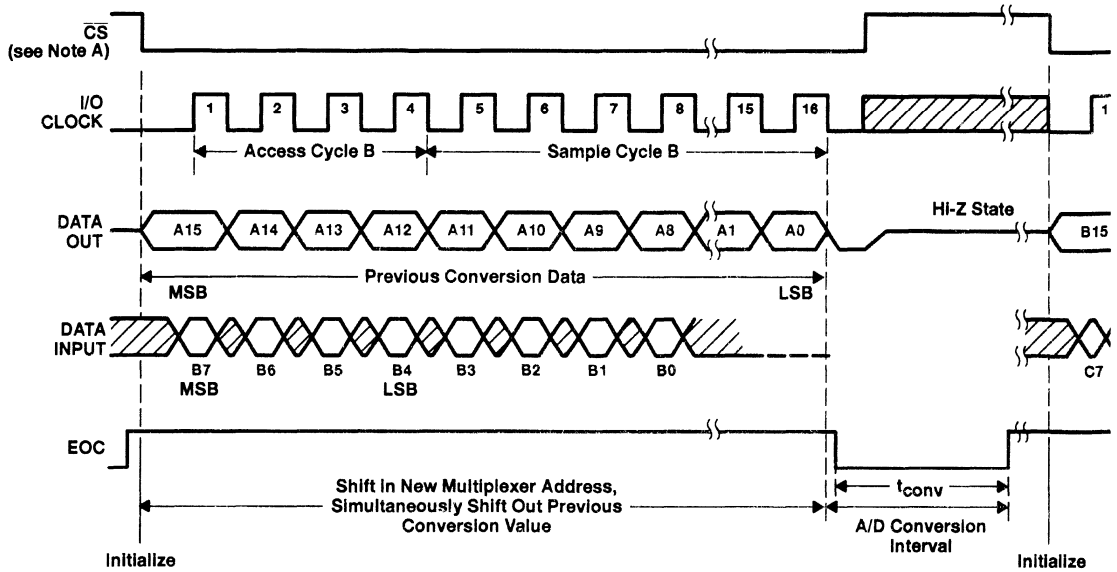 CS
(see Note A)
I/O
CLOCK
1 2 3 4 5 6 7 8 15 16 1
Access Cycle B
Sample Cycle B
DATA
OUT
A15 A14 A13 A12 A11 A10 A9 A8 A1 A0
Hi-Z State
B15
Previous Conversion Data
MSB
LSB
DATA
INPUT
B7 B6 B5 B4 B3 B2 B1 B0 C7
MSB
LSB
EOC
Shift in New Multiplexer Address,
Simultaneously Shift Out Previous
Conversion Value
tconv
A/D Conversion
Interval
Initialize
Initialize